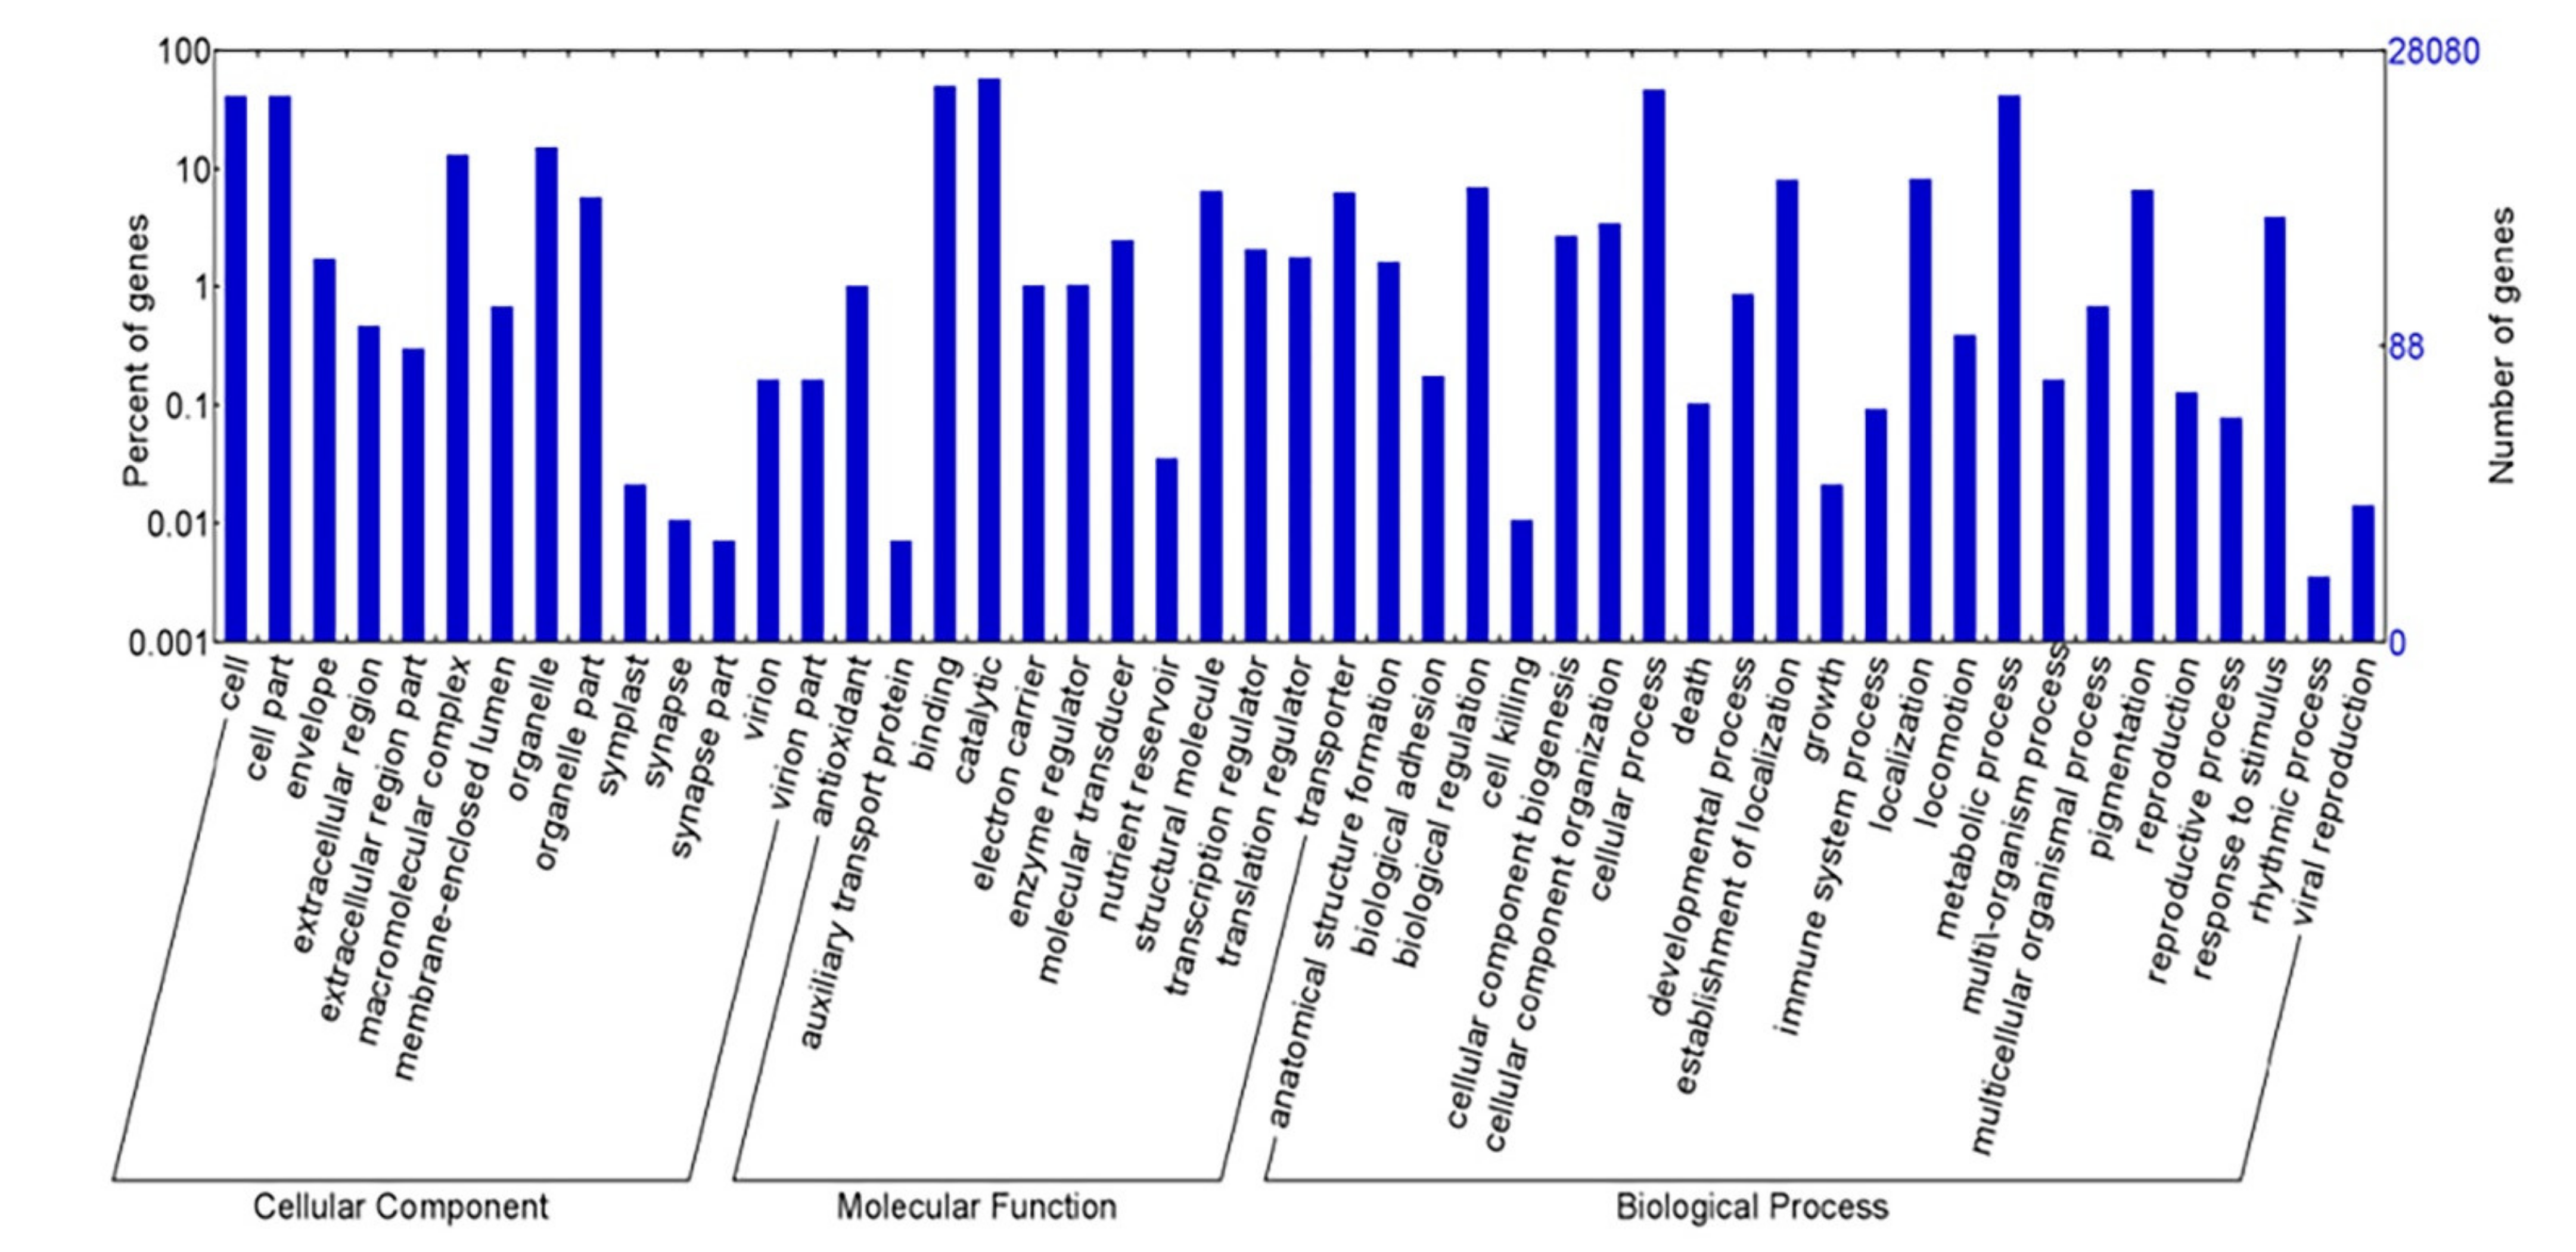 100
10
1
0.1
0.01
0.001
Percent of genes
28080
88
0
Number of genes
cell
cell part
envelope
extracellular region
extracellular region part
macromolecular complex
membrane-enclosed lumen
organelle
organelle part
symplast
synapse
synapse part
virion
virion part
antioxidant
auxiliary transport protein
binding
catalytic
electron carrier
enzyme regulator
molecular transducer
nutrient reservoir
structural molecule
transcription regulator
translation regulator
transporter
anatomical structure formation
biological adhesion
biological regulation
cell killing
cellular component biogenesis
cellular component organization
cellular process
death
developmental process
establishment of localization
growth
immune system process
localization
locomotion
metabolic process
multi\-organism process
multicellular organismal process
pigmentation
reproduction
reproductive process
response to stimulus
rhythmic process
viral reproduction
Cellular Component
Molecular Function
Biological Process